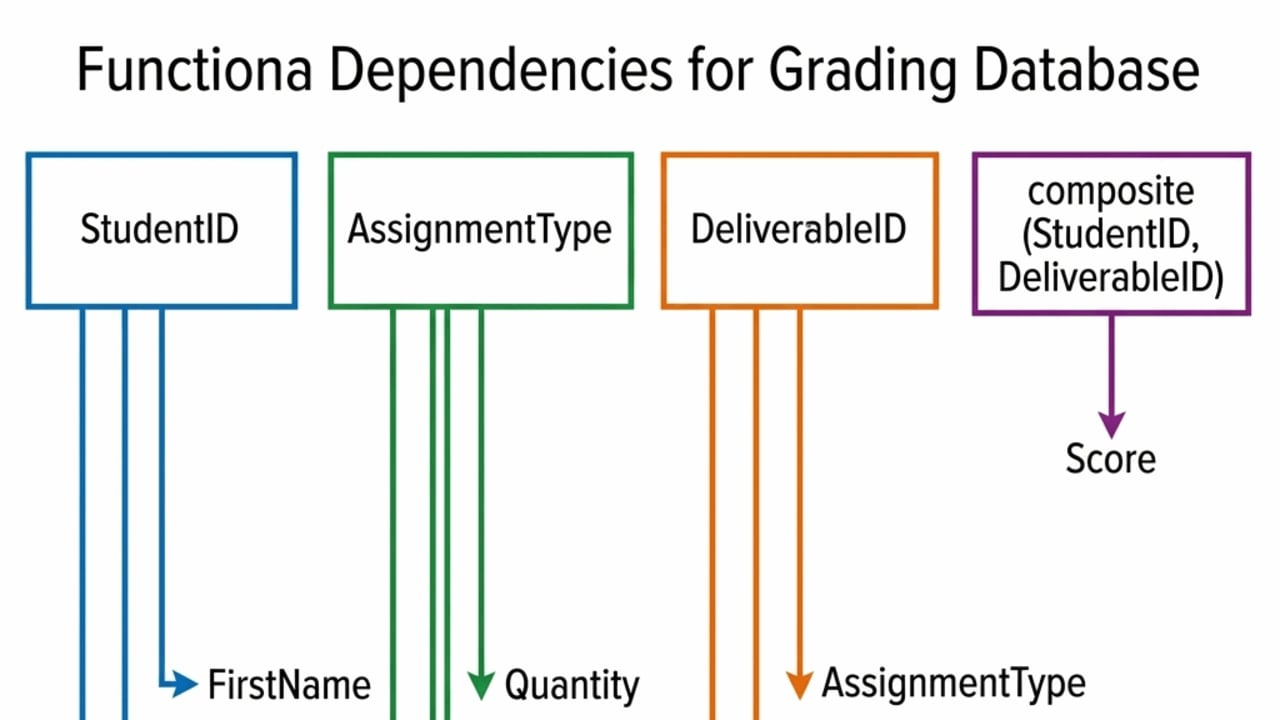 Functiona Dependencies for Grading Database
StudentID
AssignmentType
DeliverableID
composite
(StudentID,
DeliverableID)
Score
FirstName
Quantity
AssignmentType